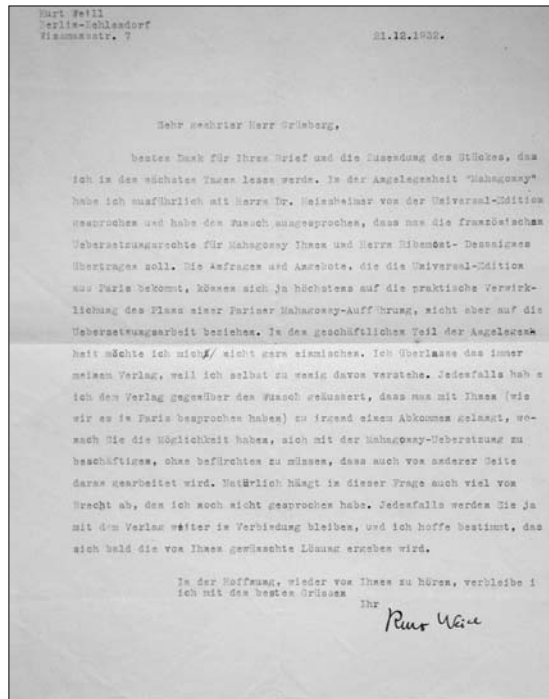 Kurt Weill
Berlin-Zehlendorf
Wissmannstr. 7
21.12.1932.
Sehr geehrter Herr Grünberg,
besten Dank für Ihren Brief und die Zusendung des Stückes, das
ich in den nächsten Tagen lesen werde. In der Angelegenheit "Mahagonny"
habe ich ausführlich mit Herrn Dr. Heinsheimer von der Universal-Edition
gesprochen und habe den Wunsch ausgesprochen, dass man die französischen
Uebersetzungsrechte für Mahagonny Ihnen und Herrn Ribemont- Dessaignes
übertragen soll. Die Anfragen und Angebote. die die Universal-Edition
aus Paris bekommt, können sich ja höchstens auf die praktische Verwirk-
lichung des Plans einer Pariser Mahagonny-Aufführung, nicht aber auf die
Uebersetzungsarbeit beziehen. In den geschäftlichen Teil der Angelegen
heit möchte ich mich/ nicht gern einmischen. Ich überlasse das immer
meinem Verlag, weil ich selbst zu wenig davon verstehe. Jedenfalls hab e
ich dem Verlag gegenüber den Wunsch geäussert, dass man mit Ihnen (wie
wir es in Paris besprochen haben) zu irgend einem Abkommen gelangt, wo-
nach Sie die Möglichkeit haben, sich mit der Mahagonny-Ueberstzung zu
beschäftigen, ohne befürchten zu müssen, dass auch von anderer Seite
daran gearbeitet wird. Natürlich hängt in dieser Frage auch viel von
Brecht ab, den ich noch nicht gesprochen habe. Jedenfalls werden Sie ja
mit dem Verlag weiter in Verbindung bleiben, und ich hoffe bestimmt, das
sich bald die von Ihnen gewünschte Lösung ergeben wird.
In der Hoffnung, wieder von Ihnen zu hören, verbleibe i
ich mit den besten Grüssen
Ihr
Kurt Weill